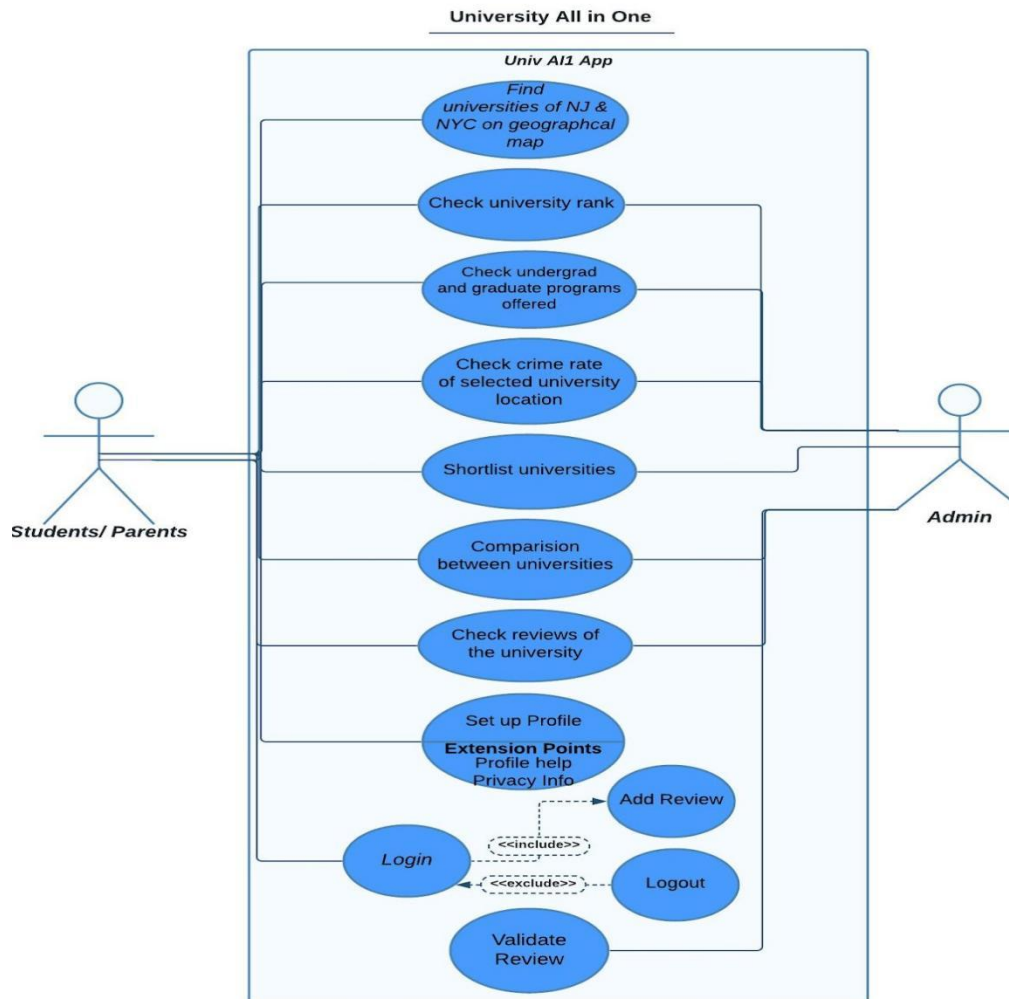 University All in One
Univ AI1 App
Find
universities of NJ &
NYC on geographcal
map
Check university rank
Check undergrad
and graduate programs
offered
Check crime rate
of selected university
location
Shortlist universities
Students/ Parents
Admin
Comparision
between universities
Check reviews of
the university
Set up Profile
Extension Points
Profile help
Privacy Info
Add Review
<<include>>
Login
<<exclude>>
Logout
Validate
Review